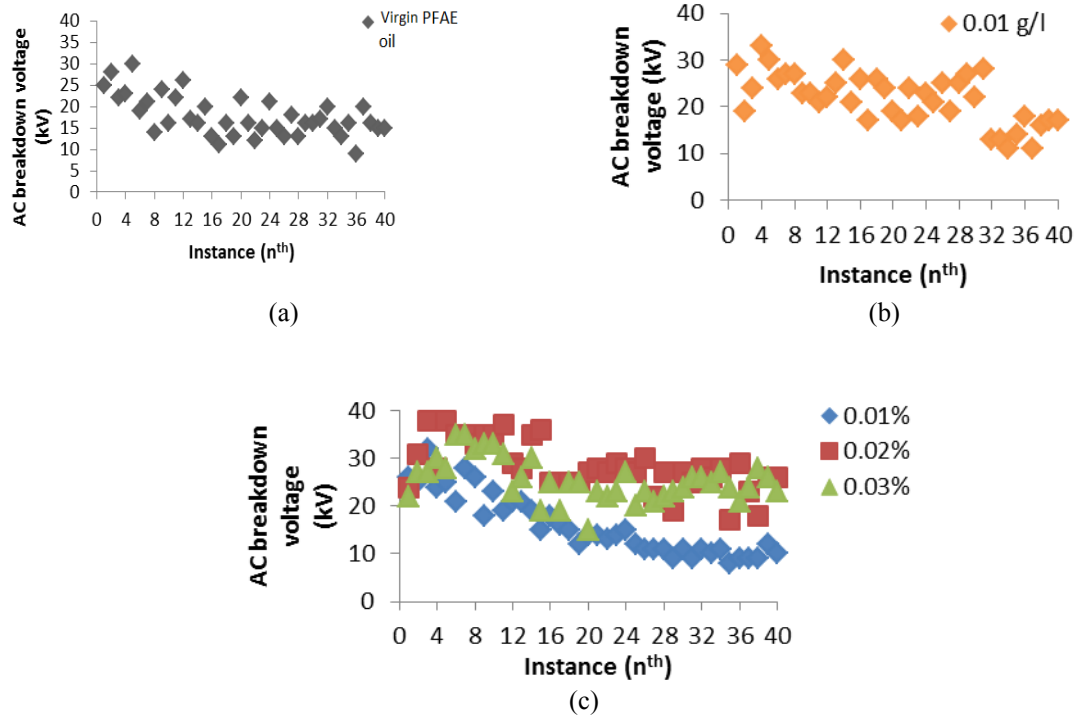 Virgin PFAE
oil
AC breakdown voltage
(kV)
40
35
30
25
20
15
10
5
0
0 4 8 12 16 20 24 28 32 36 40
Instance (nth)
(a)
0.01 g/l
AC breakdown
voltage (kV)
40
30
20
10
0
0 4 8 12 16 20 24 28 32 36 40
Instance (nth)
(b)
0.01%
0.02%
0.03%
AC breakdown
voltage
(kV)
40
30
20
10
0
0 4 8 12 16 20 24 28 32 36 40
Instance (nth)
(c)